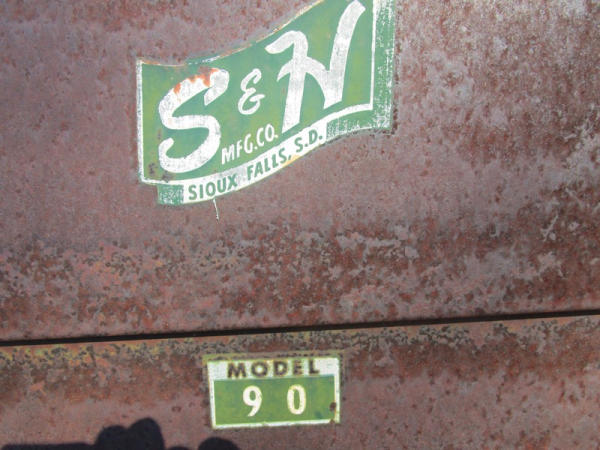 S & H
MFG. CO.
SIOUX FALLS, S.D.
MODEL
90